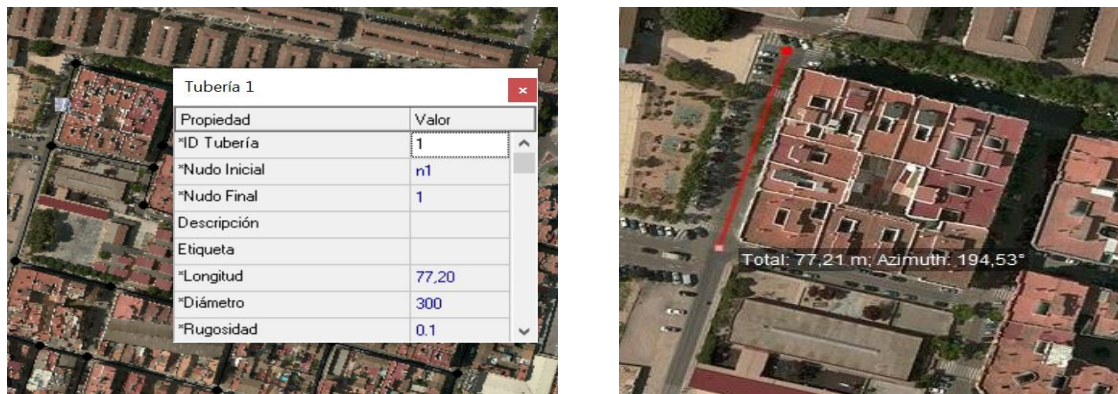 Tubería 1
Propiedad Valor
*ID Tubería 1
*Nudo Inicial n1
*Nudo Final 1
Descripción
Etiqueta
*Longitud 77,20
*Diámetro 300
*Rugosidad 0.1
Total: 77,21 m; Azimuth: 194,53°